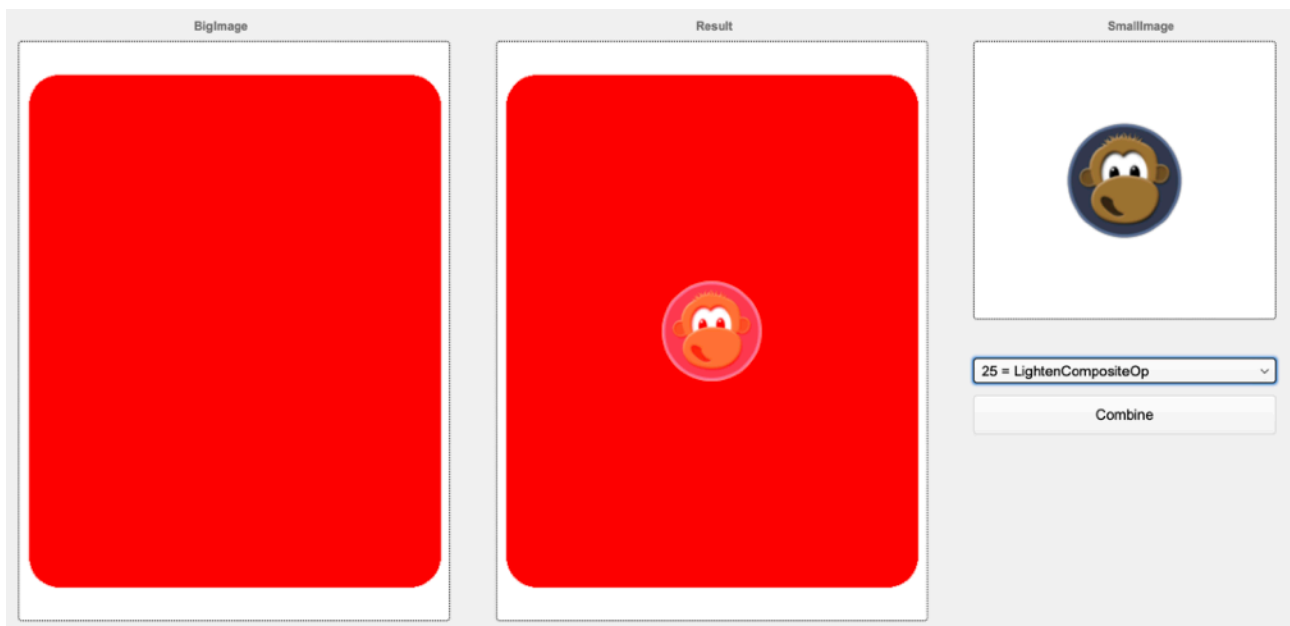 BigImage
Result
SmallImage
25 = LightenCompositeOp
Combine